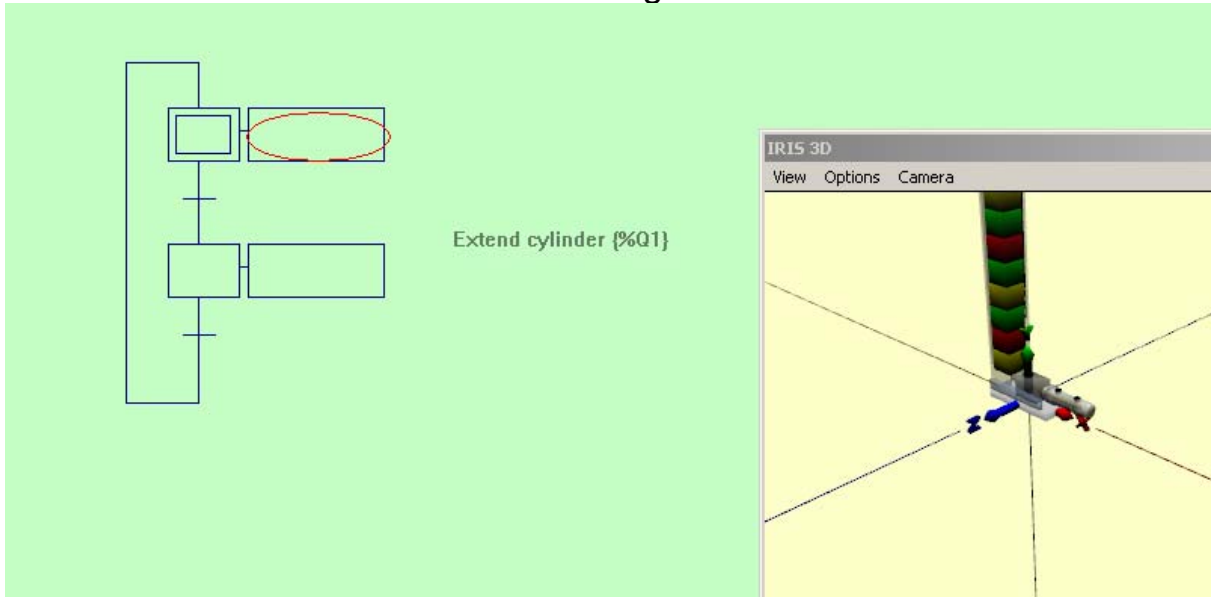 Extend cylinder {%Q1}
IRIS 3D
View Options Camera
Z
X